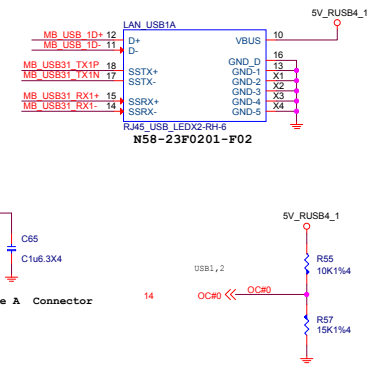 5V_RUSB4_1
LAN_USB1A
MB_USB_1D+ 12 D+ VBUS 10
MB_USB_1D- 11 D-
GND_D 16
MB_USB31_TX1P 18 SSTX+ GND-1 13
MB_USB31_TX1N 17 SSTX- GND-2 X1
GND-3 X2
MB_USB31_RX1+ 15 SSRX+ GND-4 X3
MB_USB31_RX1- 14 SSRX- GND-5 X4
RJ45_USB_LEDX2-RH-6
N58-23F0201-F02
5V_RUSB4_1
C65
C1u6.3X4
R55
10K1%4
USB1,2
e A Connector
14 OC#0 OC#0
R57
15K1%4